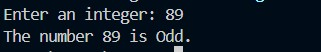 Enter an integer: 89
The number 89 is Odd.